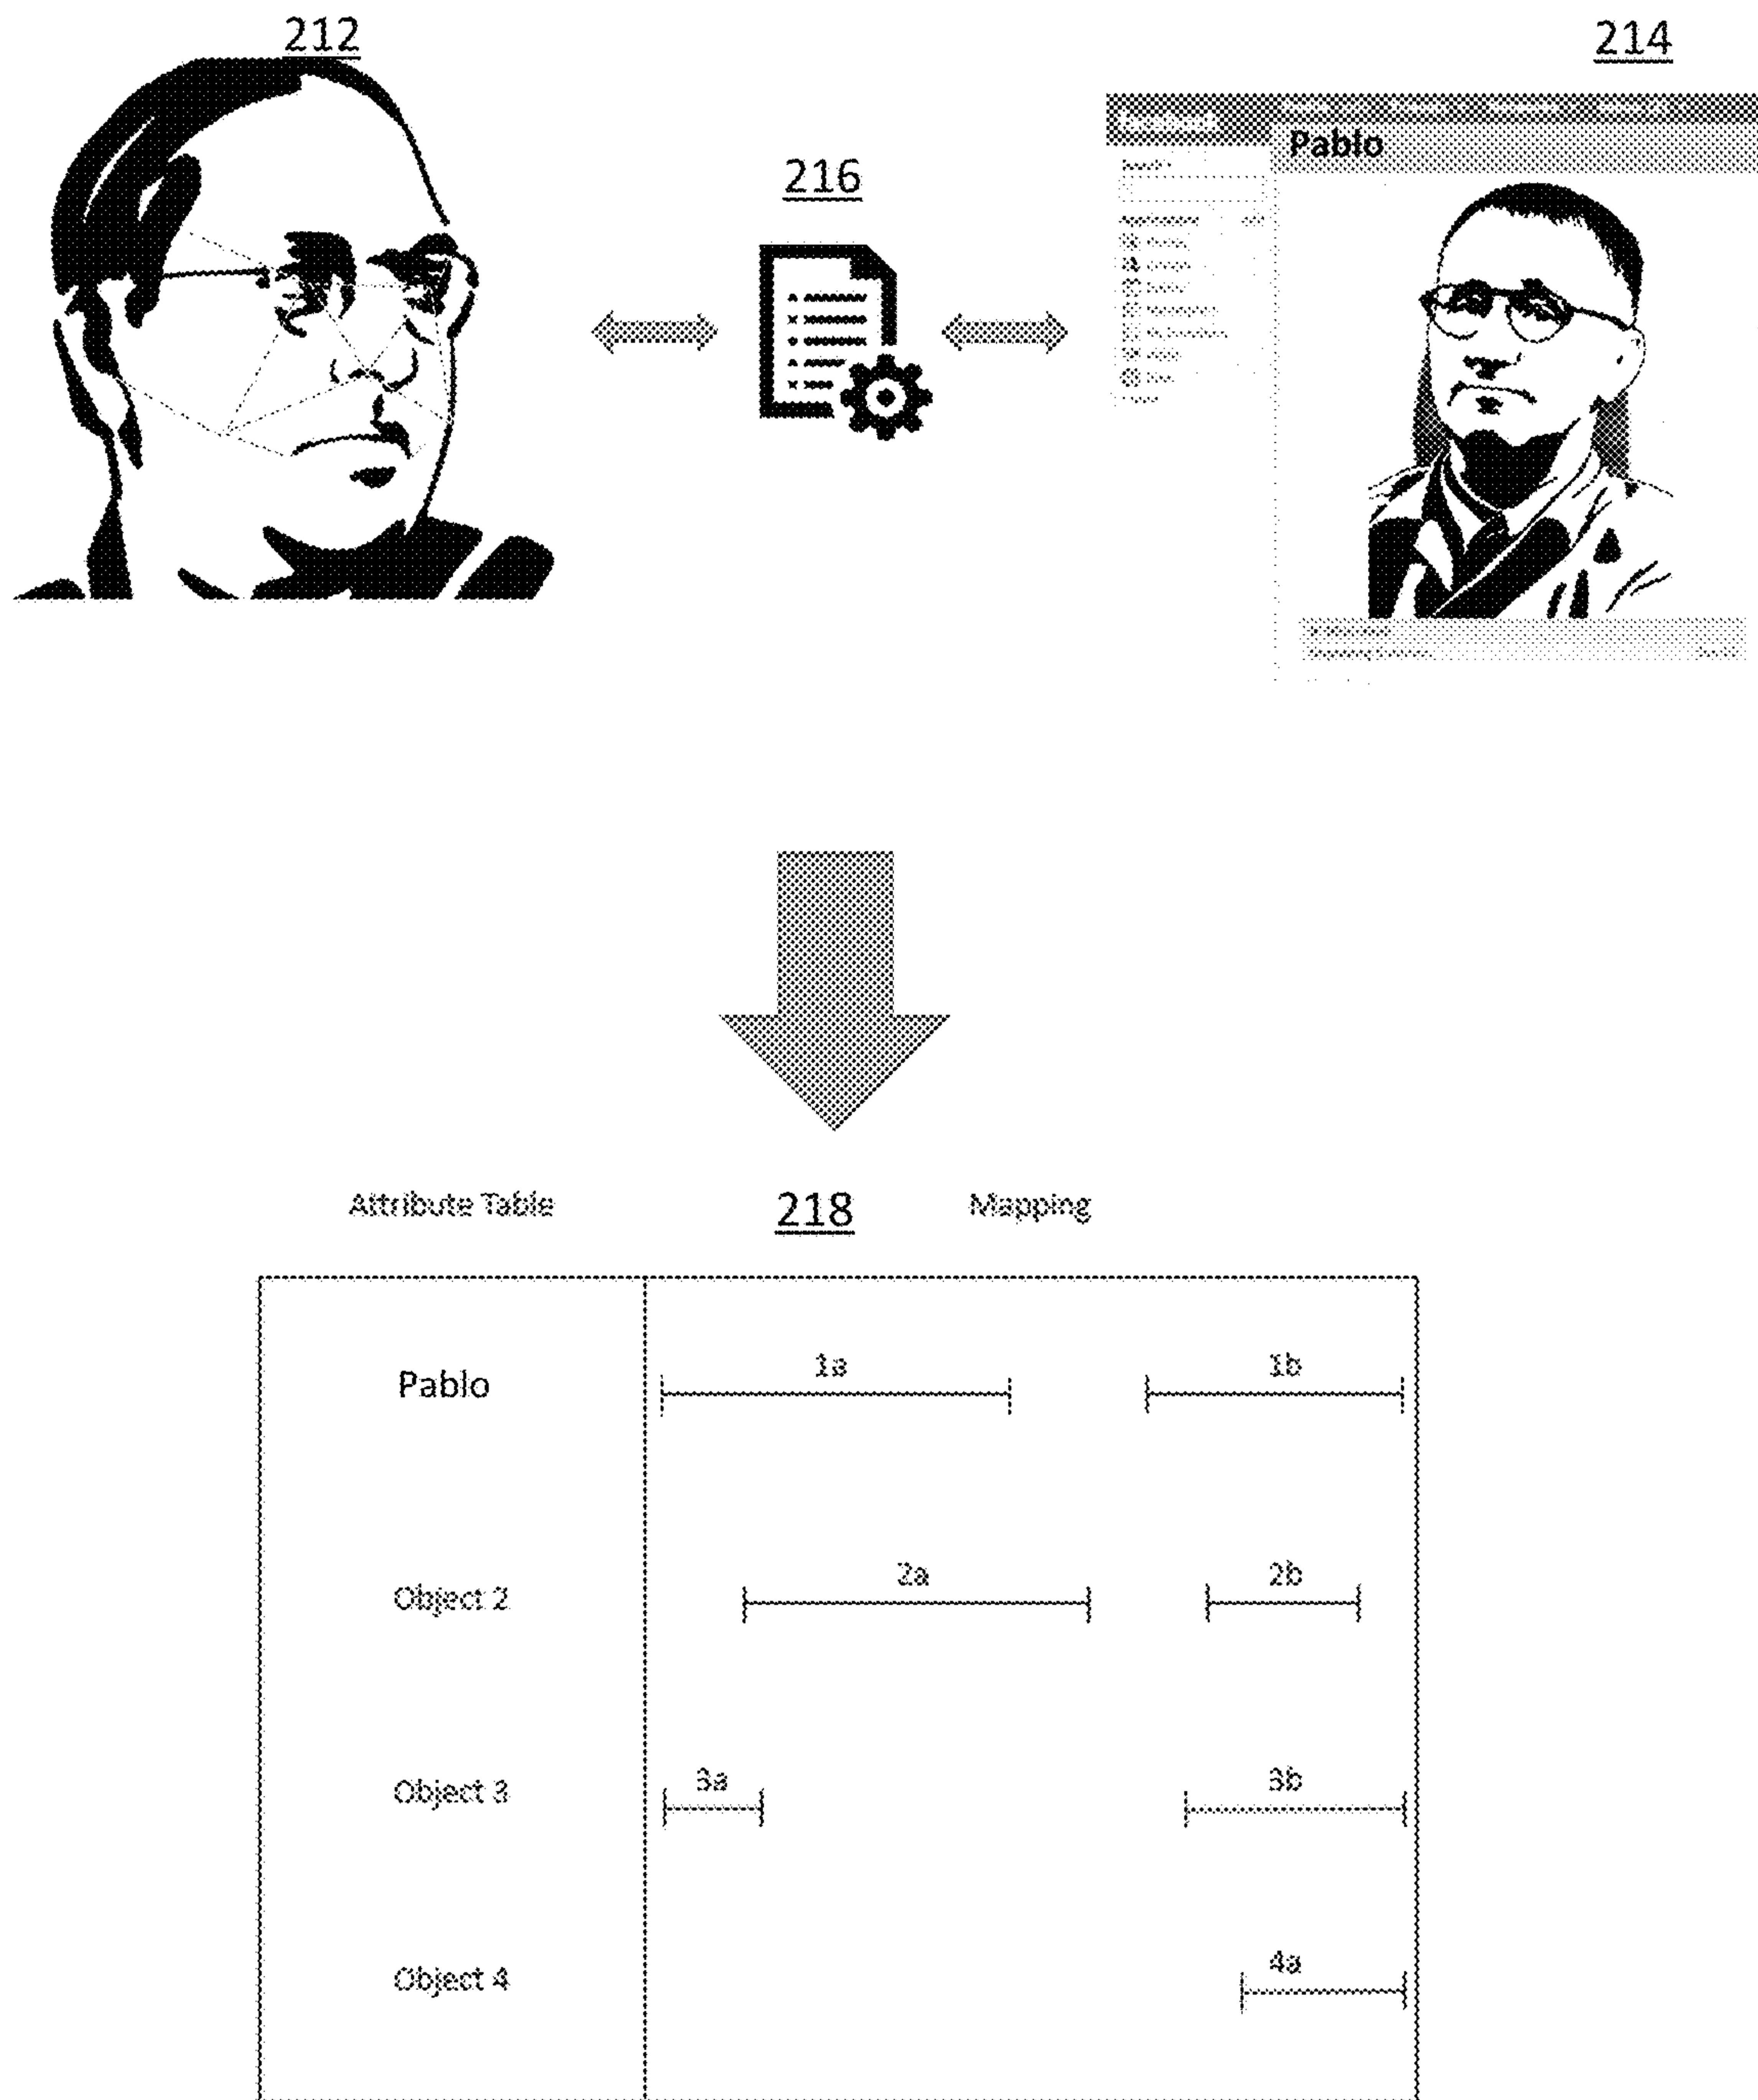 212
214
216
facebook
Pablo
Attribute Table
218
Mapping
Pablo
1a
1b
Object 2
2a
2b
Object 3
3a
3b
Object 4
4a